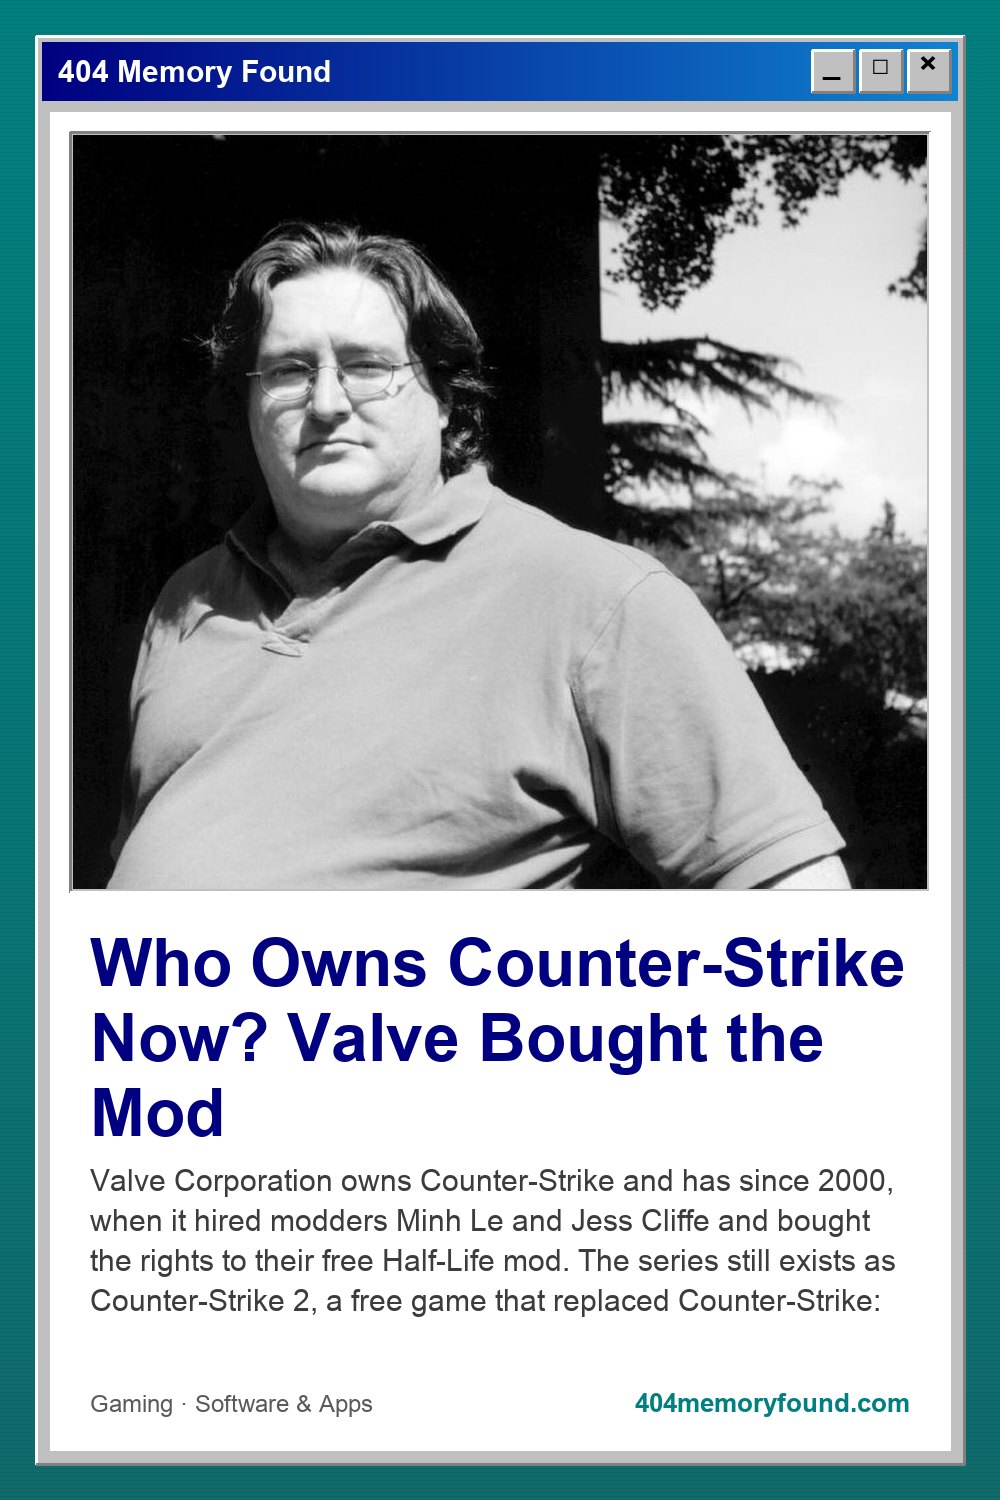 404 Memory Found
Who Owns Counter-Strike
Now? Valve Bought the
Mod
Valve Corporation owns Counter-Strike and has since 2000,
when it hired modders Minh Le and Jess Cliffe and bought
the rights to their free Half-Life mod. The series still exists as
Counter-Strike 2, a free game that replaced Counter-Strike:
Gaming · Software & Apps
404memoryfound.com